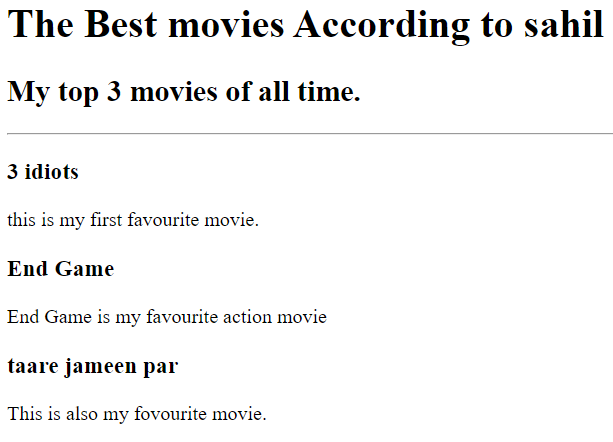 The Best movies According to sahil
My top 3 movies of all time.
3 idiots
this is my first favourite movie.
End Game
End Game is my favourite action movie
taare jameen par
This is also my fovourite movie.